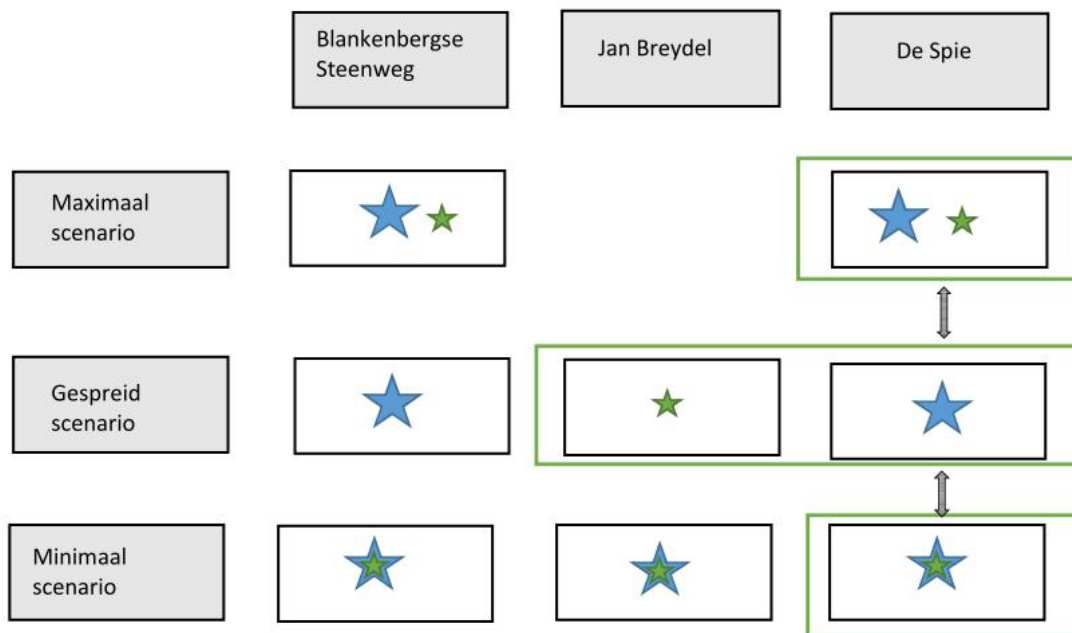 Blankenbergse
Steenweg
Jan Breydel
De Spie
Maximaal
scenario
Gespreid
scenario
Minimaal
scenario